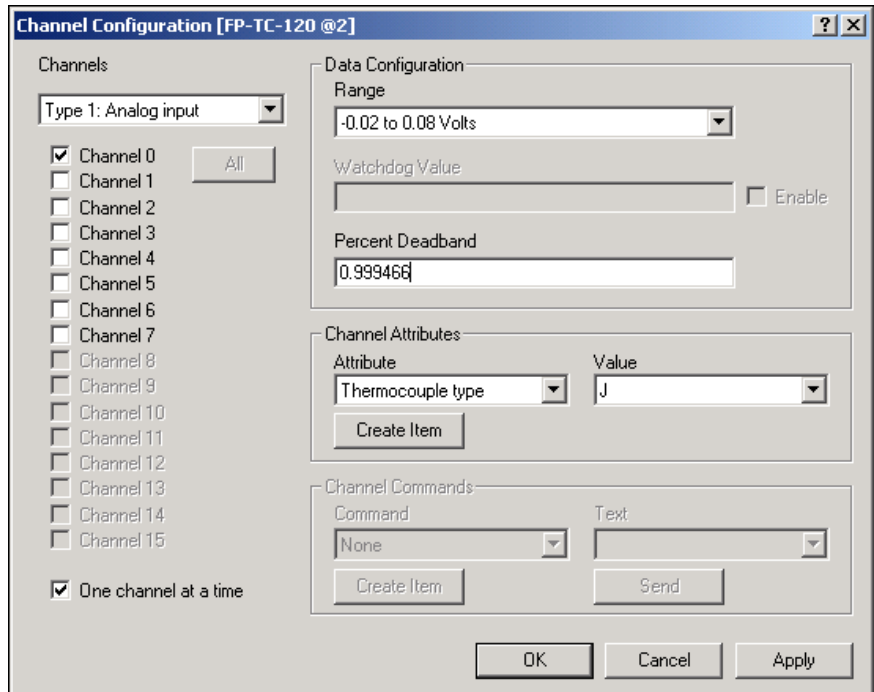 Channel Configuration [FP-TC-120 @2]
Channels
Type 1: Analog input
Channel 0
All
Channel 1
Channel 2
Channel 3
Channel 4
Channel 5
Channel 6
Channel 7
Channel 8
Channel 9
Channel 10
Channel 11
Channel 12
Channel 13
Channel 14
Channel 15
One channel at a time
Data Configuration
Range
-0.02 to 0.08 Volts
Watchdog Value
Enable
Percent Deadband
0.999466
Channel Attributes
Attribute
Value
Thermocouple type
J
Create Item
Channel Commands
Command
Text
None
Create Item
Send
OK
Cancel
Apply